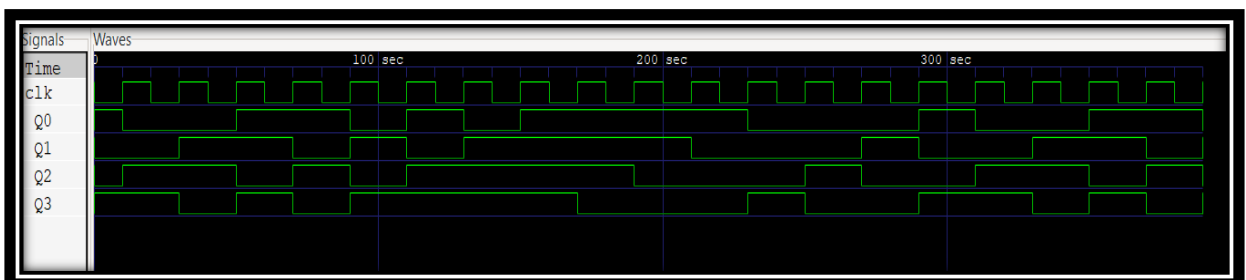 Signals Waves
Time 0 100 sec 200 sec 300 sec
clk
Q0
Q1
Q2
Q3